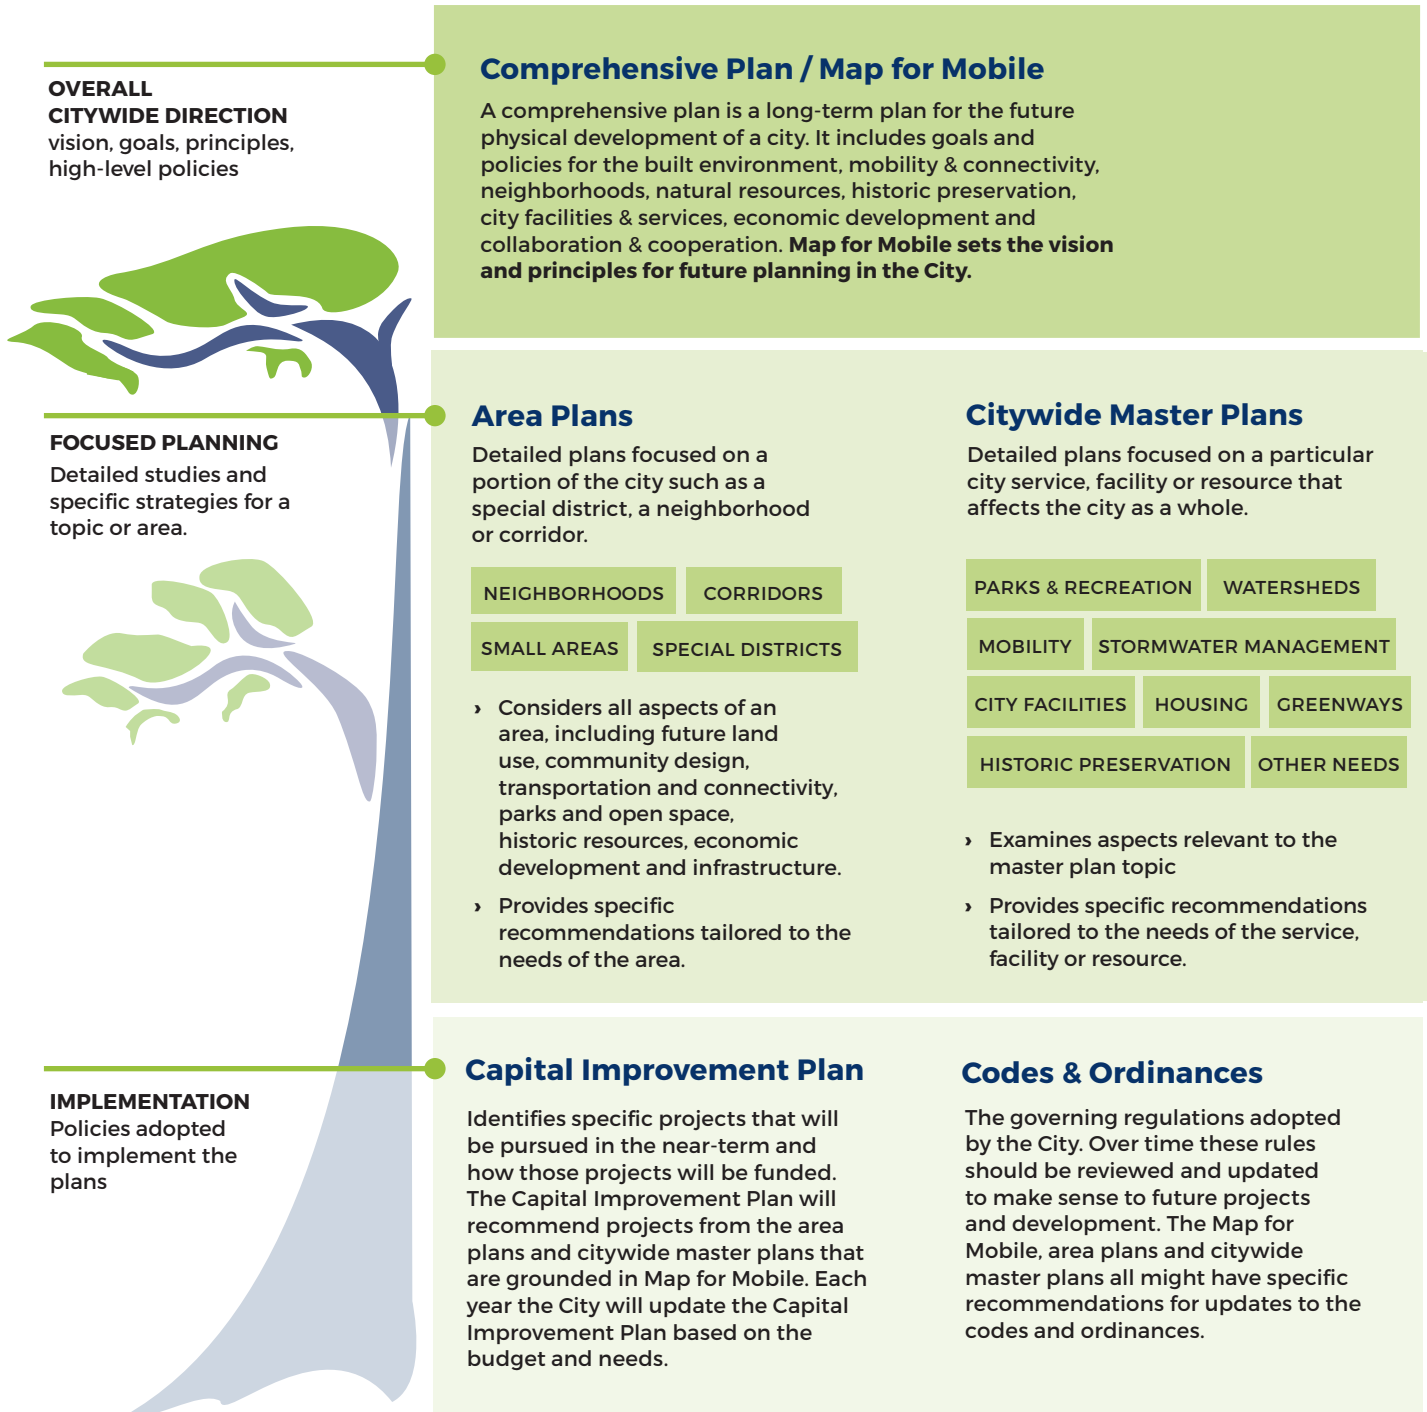 OVERALL
CITYWIDE DIRECTION
vision, goals, principles,
high-level policies
Comprehensive Plan / Map for Mobile
A comprehensive plan is a long-term plan for the future
physical development of a city. It includes goals and
policies for the built environment, mobility & connectivity,
neighborhoods, natural resources, historic preservation,
city facilities & services, economic development and
collaboration & cooperation. Map for Mobile sets the vision
and principles for future planning in the City.
FOCUSED PLANNING
Detailed studies and
specific strategies for a
topic or area.
Area Plans
Detailed plans focused on a
portion of the city such as a
special district, a neighborhood
or corridor.
NEIGHBORHOODS CORRIDORS
SMALL AREAS SPECIAL DISTRICTS
› Considers all aspects of an
area, including future land
use, community design,
transportation and connectivity,
parks and open space,
historic resources, economic
development and infrastructure.
› Provides specific
recommendations tailored to the
needs of the area.
Citywide Master Plans
Detailed plans focused on a particular
city service, facility or resource that
affects the city as a whole.
PARKS & RECREATION WATERSHEDS
MOBILITY STORMWATER MANAGEMENT
CITY FACILITIES HOUSING GREENWAYS
HISTORIC PRESERVATION OTHER NEEDS
› Examines aspects relevant to the
master plan topic
› Provides specific recommendations
tailored to the needs of the service,
facility or resource.
IMPLEMENTATION
Policies adopted
to implement the
plans
Capital Improvement Plan
Identifies specific projects that will
be pursued in the near-term and
how those projects will be funded.
The Capital Improvement Plan will
recommend projects from the area
plans and citywide master plans that
are grounded in Map for Mobile. Each
year the City will update the Capital
Improvement Plan based on the
budget and needs.
Codes & Ordinances
The governing regulations adopted
by the City. Over time these rules
should be reviewed and updated
to make sense to future projects
and development. The Map for
Mobile, area plans and citywide
master plans all might have specific
recommendations for updates to the
codes and ordinances.